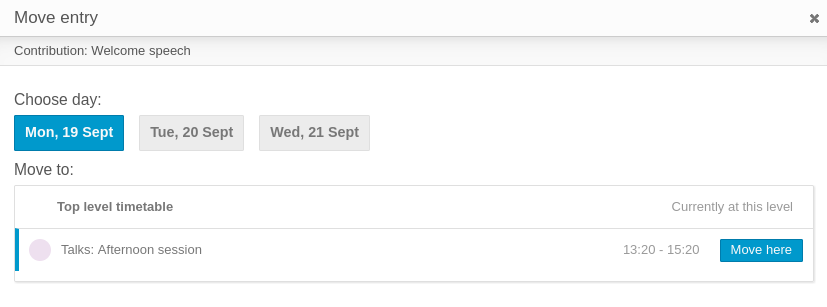 Move entry
Contribution: Welcome speech
Choose day:
Mon, 19 Sept Tue, 20 Sept Wed, 21 Sept
Move to:
Top level timetable Currently at this level
Talks: Afternoon session 13:20 - 15:20 Move here